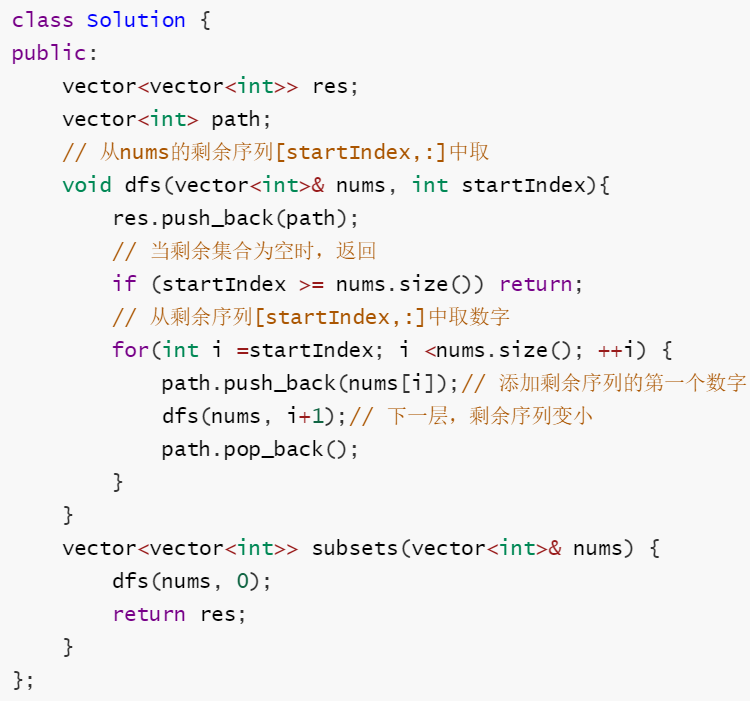 class Solution {
public:
    vector<vector<int>> res;
    vector<int> path;
    // 从nums的剩余序列[startIndex,:]中取
    void dfs(vector<int>& nums, int startIndex){
        res.push_back(path);
        // 当剩余集合为空时，返回
        if (startIndex >= nums.size()) return;
        // 从剩余序列[startIndex,:]中取数字
        for(int i =startIndex; i <nums.size(); ++i) {
            path.push_back(nums[i]);// 添加剩余序列的第一个数字
            dfs(nums, i+1);// 下一层，剩余序列变小
            path.pop_back();
        }
    }
    vector<vector<int>> subsets(vector<int>& nums) {
        dfs(nums, 0);
        return res;
    }
};